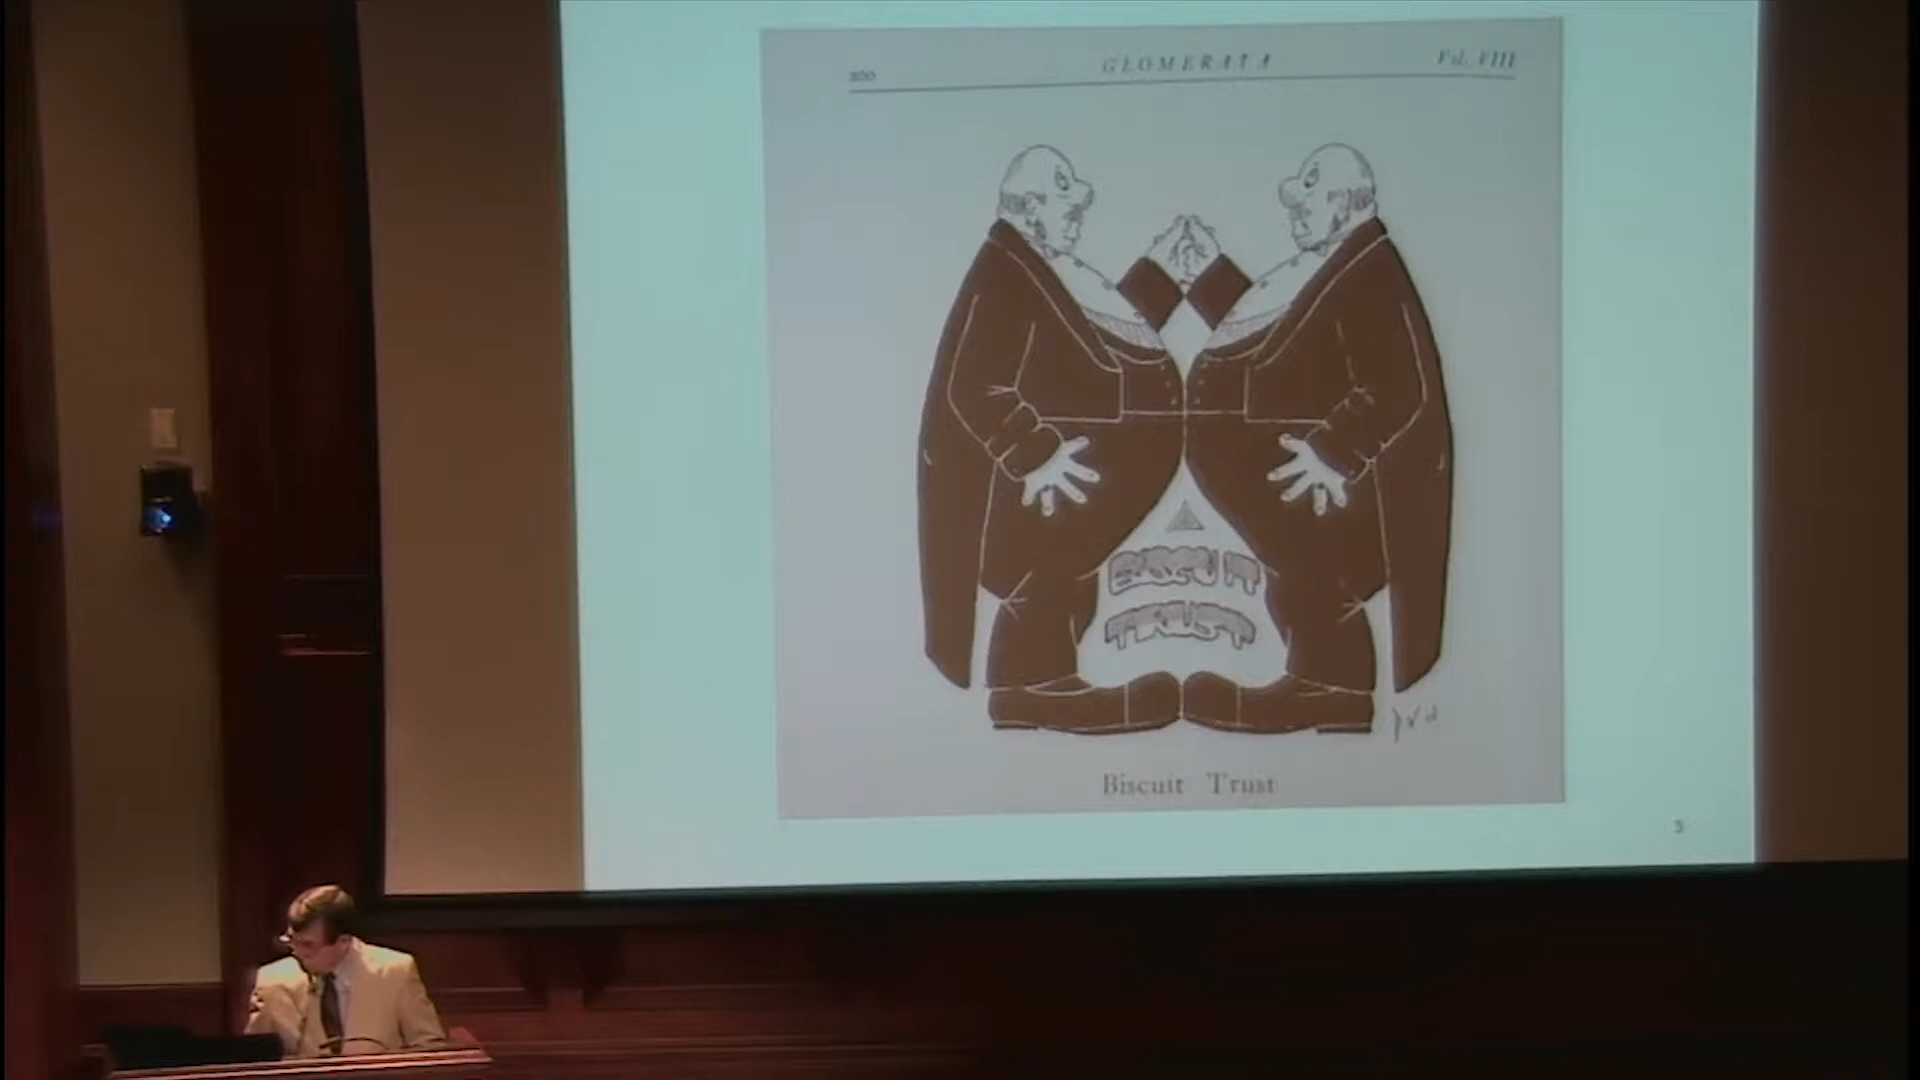 200 GLOMERATA Vol. VIII
BISCUIT
TRUST
Biscuit Trust
3